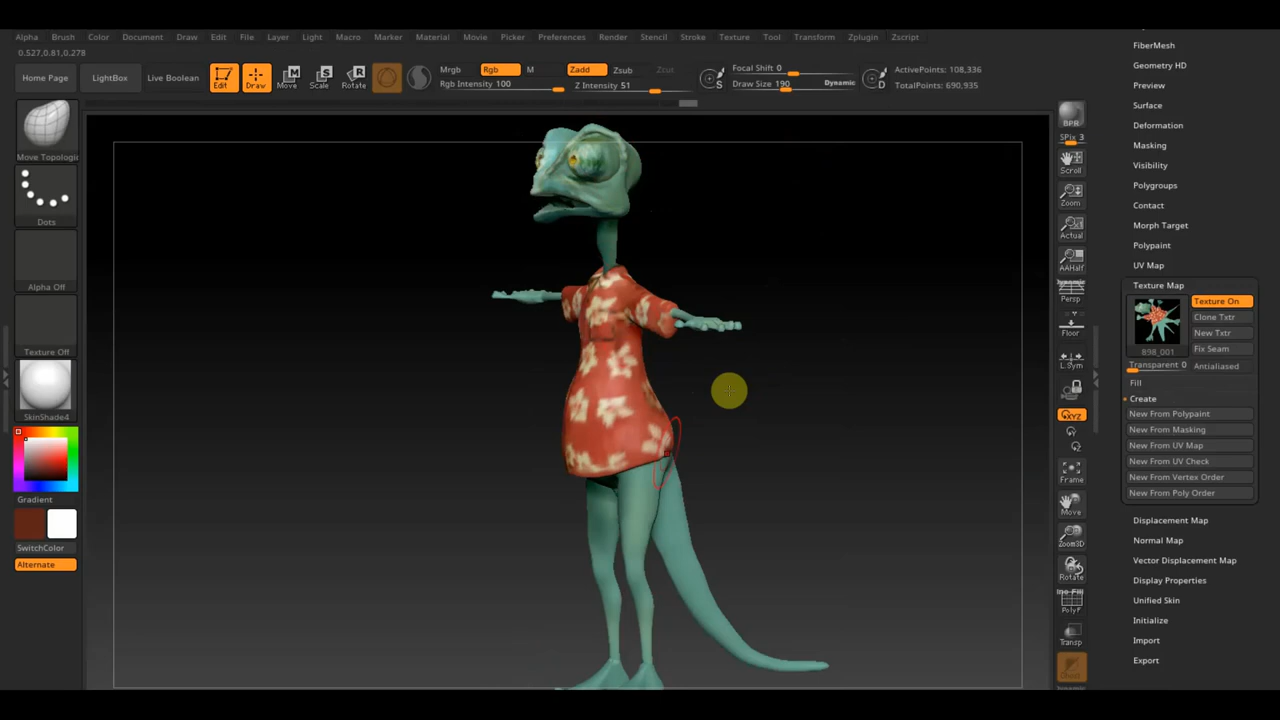 Alpha Brush Color Document Draw Edit File Layer Light Macro Marker Material Movie Picker Preferences Render Stencil Stroke Texture Tool Transform Zplugin Zscript
0.527,0.81,0.278
Home Page LightBox Live Boolean Edit Draw Move Scale Rotate
Mrgb Rgb M Zadd Zsub Zrut
Rgb Intensity 100 Z Intensity 51
S
Focal Shift 0
Draw Size 190 Dynamic
D
ActivePoints: 108,336
TotalPoints: 690,935
Move Topologic
Dots
Alpha Off
Texture Off
SkinShade4
Gradient
SwitchColor
Alternate
BPR
SPix 3
Scroll
Zoom
Actual
AAHalf
Dynamic
Persp
Floor
L.Sym
XYZ
Y
Z
Frame
Move
Zoom3D
Rotate
PolyF
Transp
FiberMesh
Geometry HD
Preview
Surface
Deformation
Masking
Visibility
Polygroups
Contact
Morph Target
Polypaint
UV Map
Texture Map
Texture On
Clone Txtr
New Txtr
Fix Seam
898_001
Transparent 0 Antialiased
Fill
Create
New From Polypaint
New From Masking
New From UV Map
New From UV Check
New From Vertex Order
New From Poly Order
Displacement Map
Normal Map
Vector Displacement Map
Display Properties
Unified Skin
Initialize
Import
Export